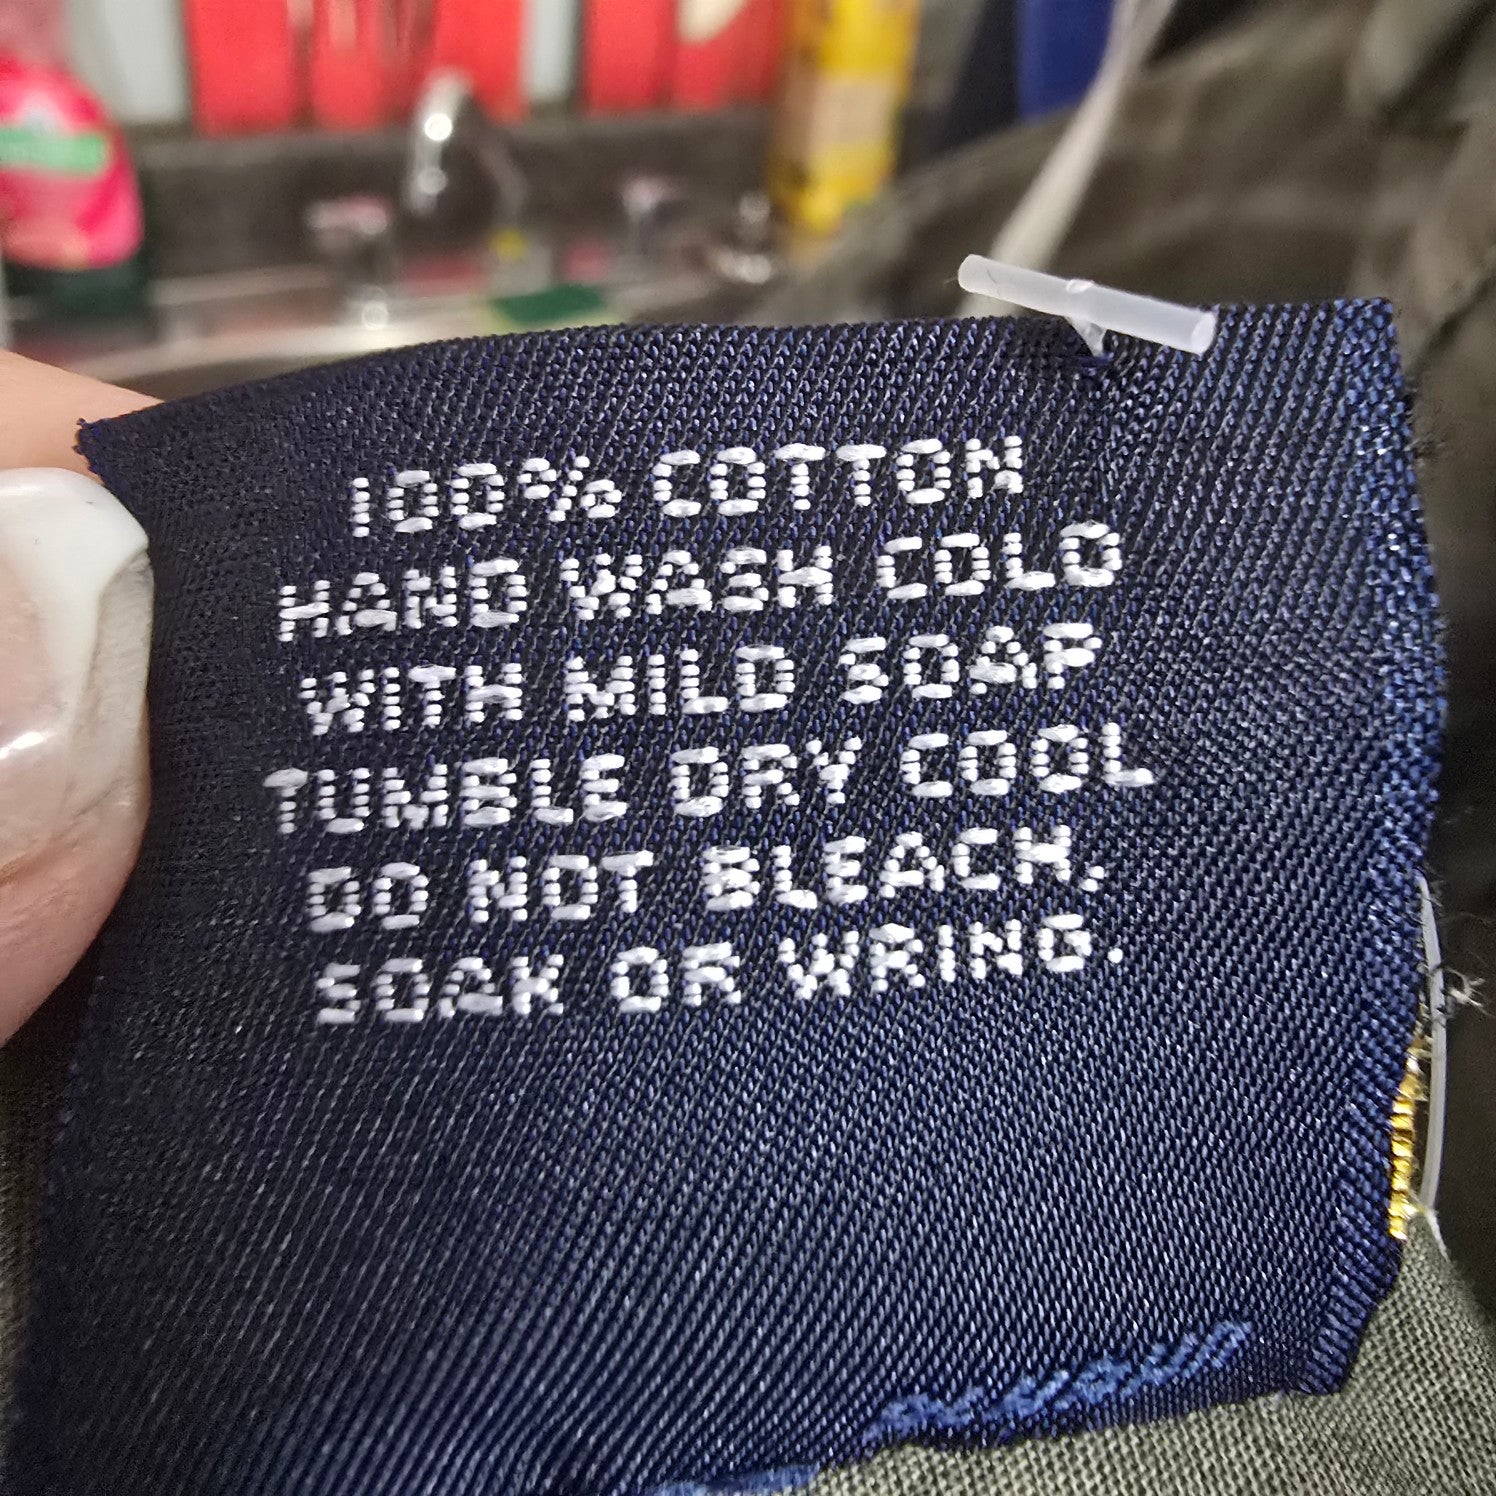 100% COTTON
HAND WASH COLD
WITH MILD SOAP
TUMBLE DRY COOL
DO NOT BLEACH,
SOAK OR WRING.